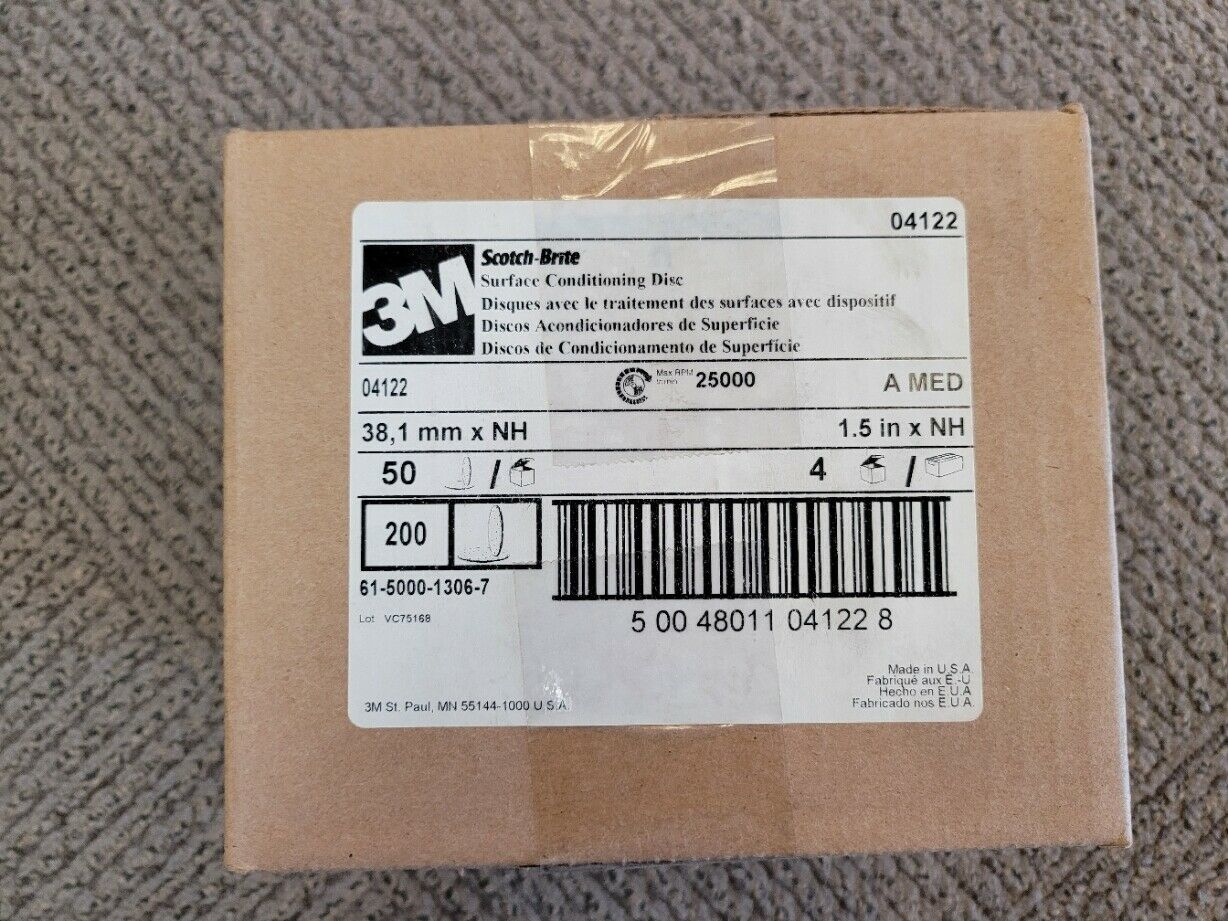 04122
3M
Scotch-Brite
Surface Conditioning Disc
Disques avec le traitement des surfaces avec dispositif
Discos Acondicionadores de Superficie
Discos de Condicionamento de Superfície
04122 Max RPM 25000 A MED
38,1 mm x NH 1.5 in x NH
50 / 4 /
200
61-5000-1306-7
Lot VC75168
5 00 48011 04122 8
Made in U.S.A.
Fabriqué aux É.-U
Hecho en E.U.A
Fabricado nos E.U.A.
3M St. Paul, MN 55144-1000 U.S.A.